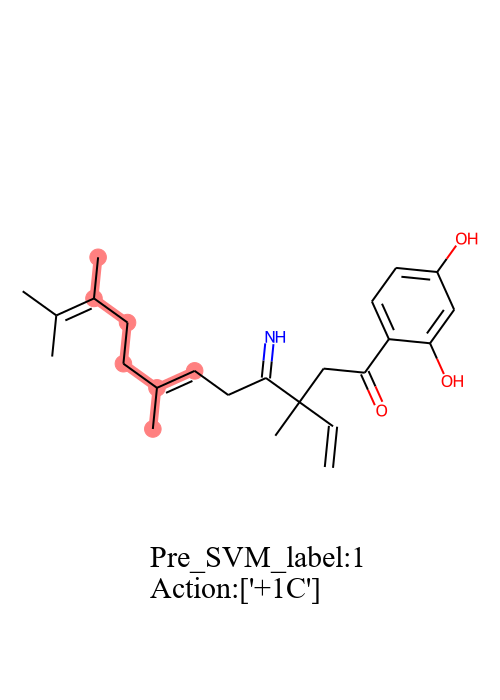 OH
NH
OH
O
Pre_SVM_label:1
Action:['+1C']